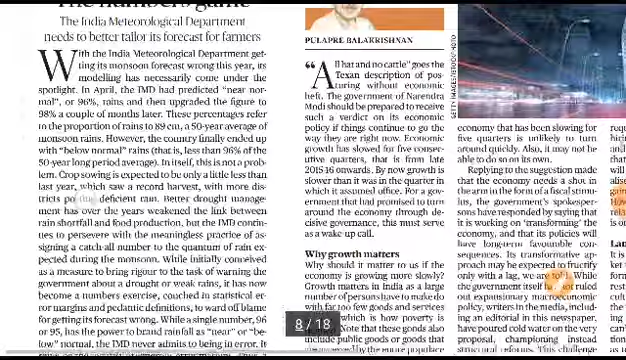 The numbers game
The India Meteorological Department
needs to better tailor its forecast for farmers
With the India Meteorological Department get-
ting its monsoon forecast wrong this year, its
modelling has necessarily come under the
spotlight. In April, the IMD had predicted “near nor-
mal”, or 96%, rains and then upgraded the figure to
98% a couple of months later. These percentages refer
to the proportion of rains to 89 cm, a 50-year average of
monsoon rains. However, the country finally ended up
with “below normal” rains (that is, less than 96% of the
50-year long period average). In itself, this is not a prob-
lem. Crop sowing is expected to be only a little less than
last year, which saw a record harvest, with more dis-
tricts deficient rain. Better drought manage-
ment has over the years weakened the link between
rain shortfall and food production, but the IMD contin-
ues to persevere with the meaningless practice of as-
signing a catch-all number to the quantum of rain ex-
pected during the monsoon. While initially conceived
as a measure to bring rigour to the task of warning the
government about a drought or weak rains, it has now
become a numbers exercise, couched in statistical er-
ror margins and pedantic definitions, to ward off blame
for getting its forecast wrong. While a single number, 96
or 95, has the power to brand rainfall as “near” or “be-
low” normal, the IMD never admits to being in error. It
PULAPRE BALAKRISHNAN
“All hat and no cattle” goes the
Texan description of pos-
turing without economic
heft. The government of Narendra
Modi should be prepared to receive
such a verdict on its economic
policy if things continue to go the
way they are right now. Economic
growth has slowed for five consec-
utive quarters, that is from late
2015-16 onwards. By now growth is
slower than it was in the quarter in
which it assumed office. For a gov-
ernment that had promised to turn
around the economy through de-
cisive governance, this must serve
as a wake-up call.
Why growth matters
Why should it matter to us if the
economy is growing more slowly?
Growth matters in India as a large
number of persons have to make do
with far too few goods and services
which is how poverty is
Note that these goods also
include public goods or goods that
GETTY IMAGES/ISTOCKPHOTO
economy that has been slowing for
five quarters is unlikely to turn
around quickly. Also, it may not be
able to do so on its own.
Replying to the suggestion made
that the economy needs a shot in
the arm in the form of a fiscal stimu-
lus, the government's spokesper-
sons have responded by saying that
it is working on ‘transforming’ the
economy, and that its policies will
have long-term favourable con-
sequences. Its transformative ap-
proach may be expected to fructify
only with a lag, we are told. While
the government itself ruled
out expansionary macroeconomic
policy, writers in the media, includ-
ing an editorial in this newspaper,
have poured cold water on the very
proposal, championing instead
structural reforms. This challenge
8 / 18